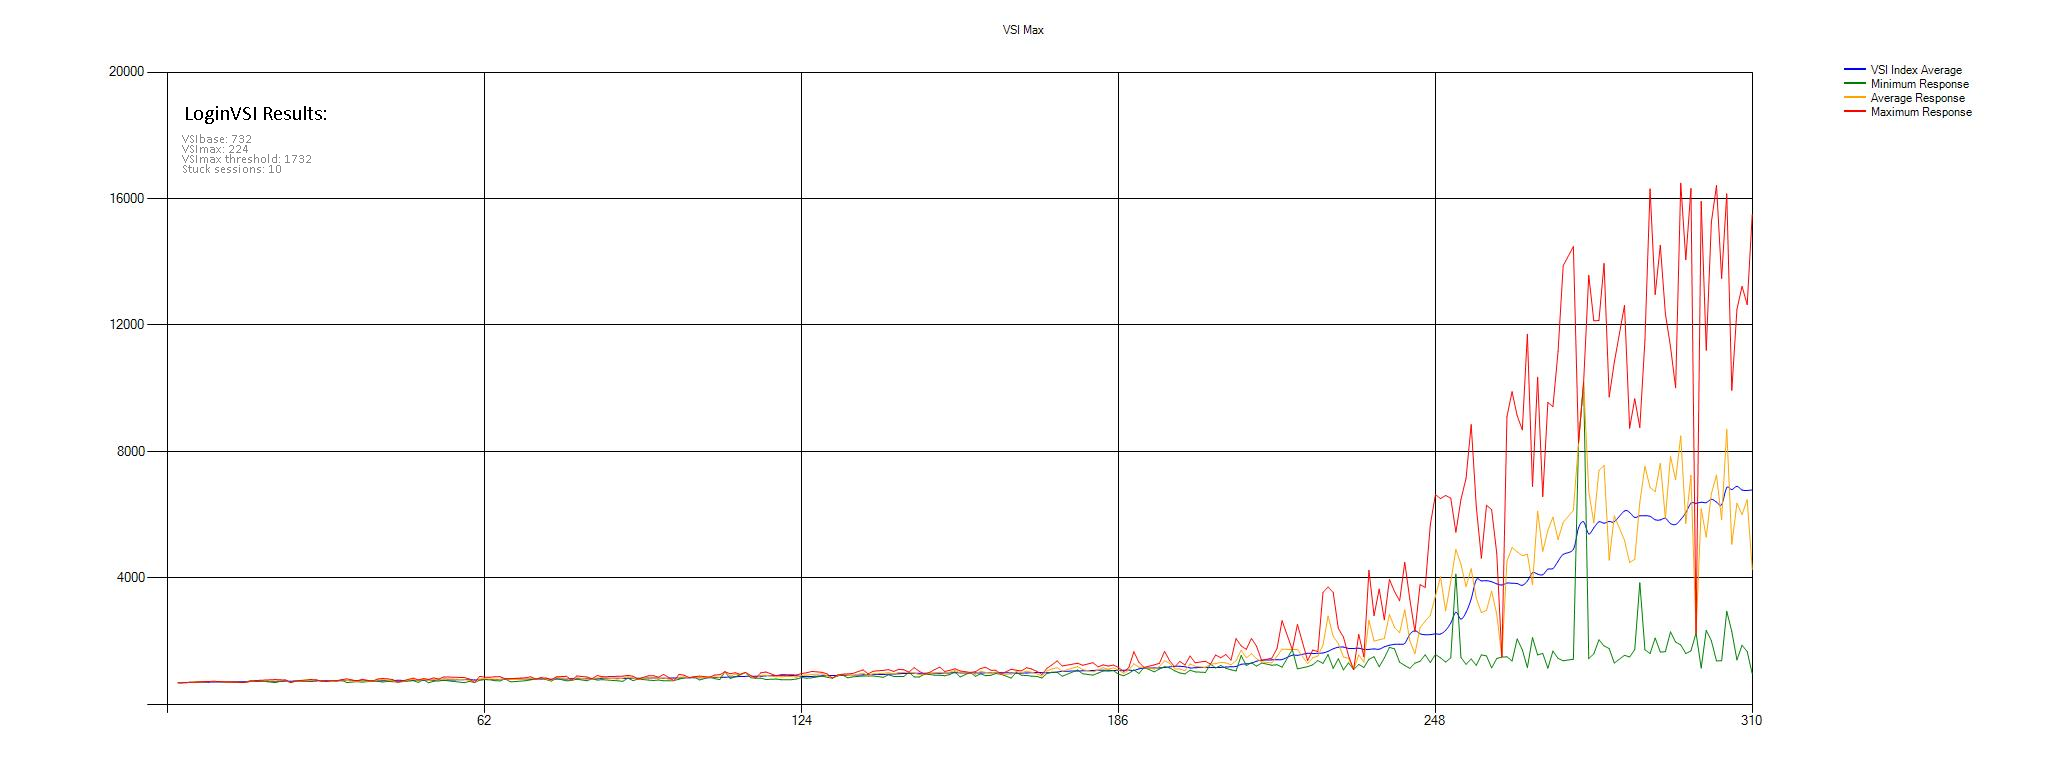 VSI Max
20000
16000
12000
8000
4000
LoginVSI Results:
VSIbase: 732
VSImax: 224
VSImax threshold: 1732
Stuck sessions: 10
VSI Index Average
Minimum Response
Average Response
Maximum Response
62
124
186
248
310